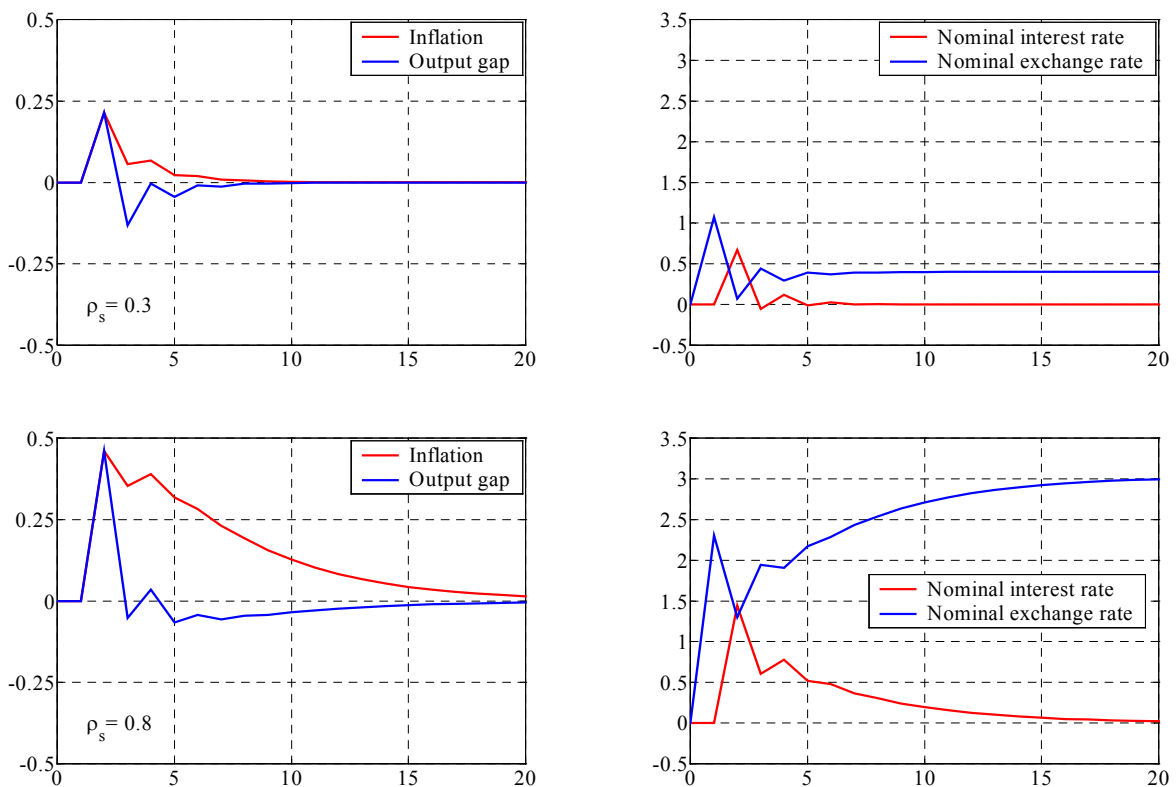 0.5
0.25
0
-0.25
-0.5
0 5 10 15 20
Inflation
Output gap
ρs= 0.3
3.5
3
2.5
2
1.5
1
0.5
0
-0.5
0 5 10 15 20
Nominal interest rate
Nominal exchange rate
0.5
0.25
0
-0.25
-0.5
0 5 10 15 20
Inflation
Output gap
ρs= 0.8
3.5
3
2.5
2
1.5
1
0.5
0
-0.5
0 5 10 15 20
Nominal interest rate
Nominal exchange rate